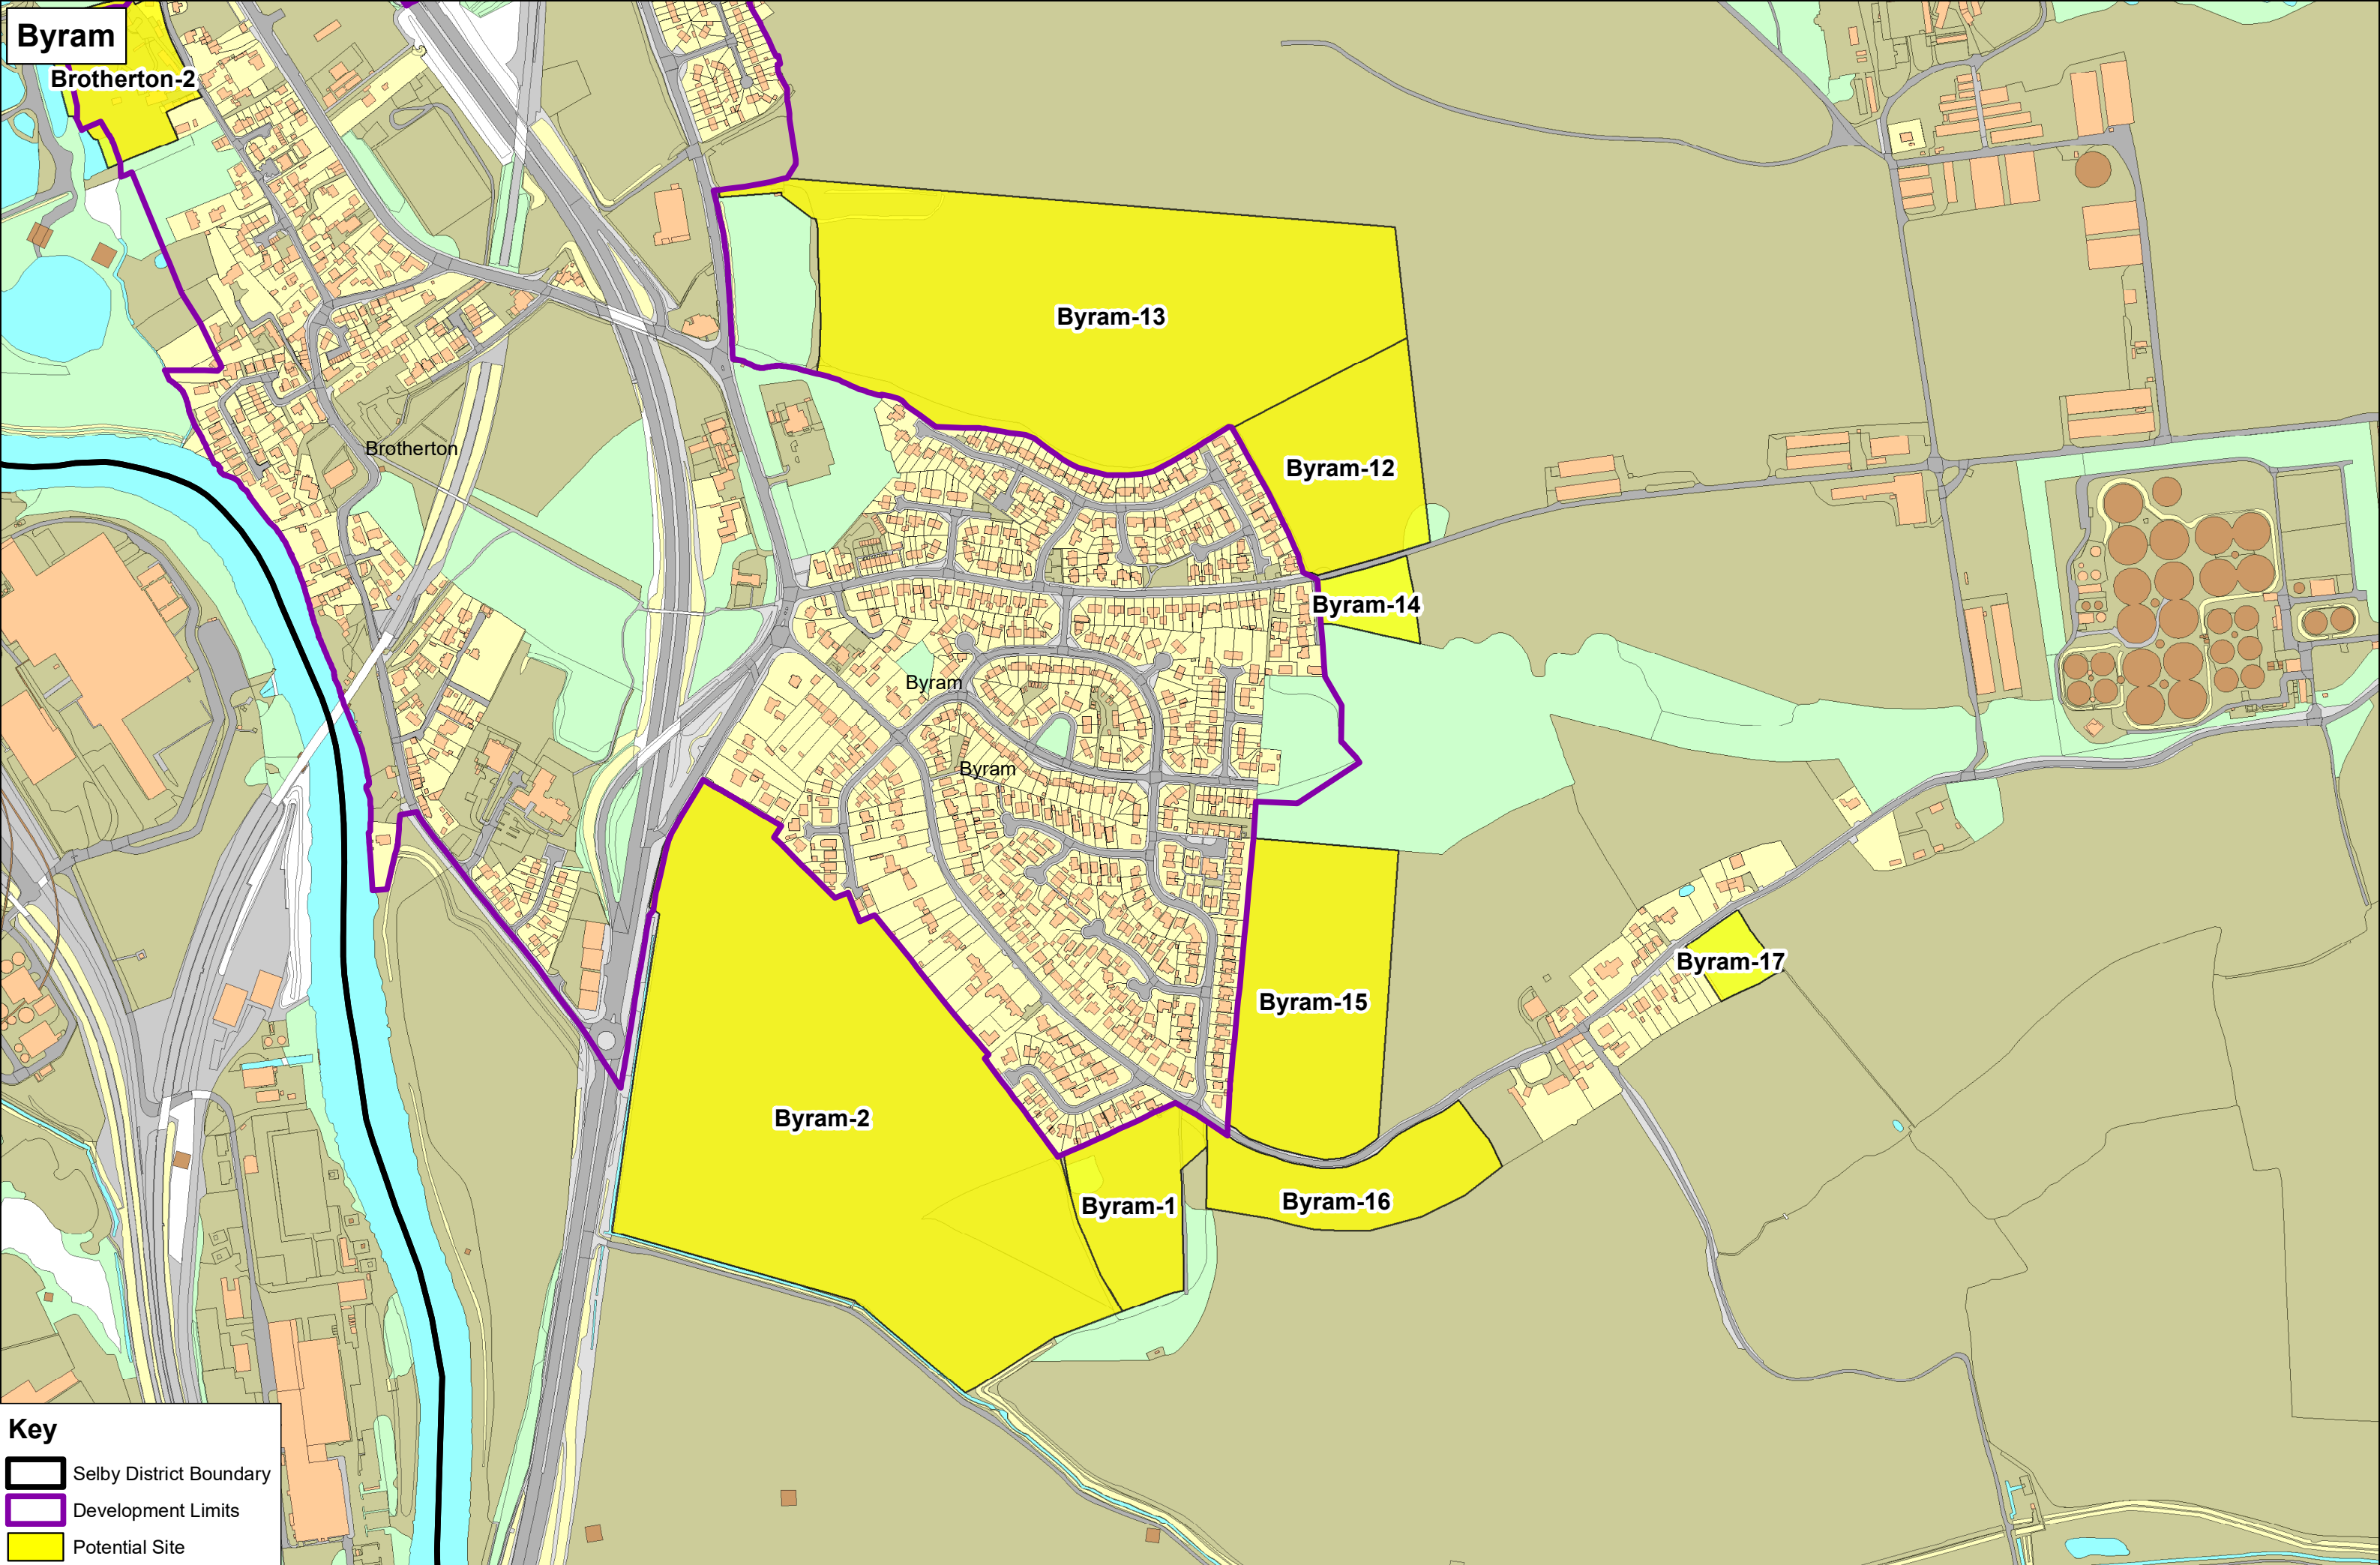 Byram
Brotherton-2
Byram-13
Brotherton
Byram-12
Byram-14
Byram
Byram
Byram-17
Byram-15
Byram-2
Byram-1
Byram-16
Key
Selby District Boundary
Development Limits
Potential Site